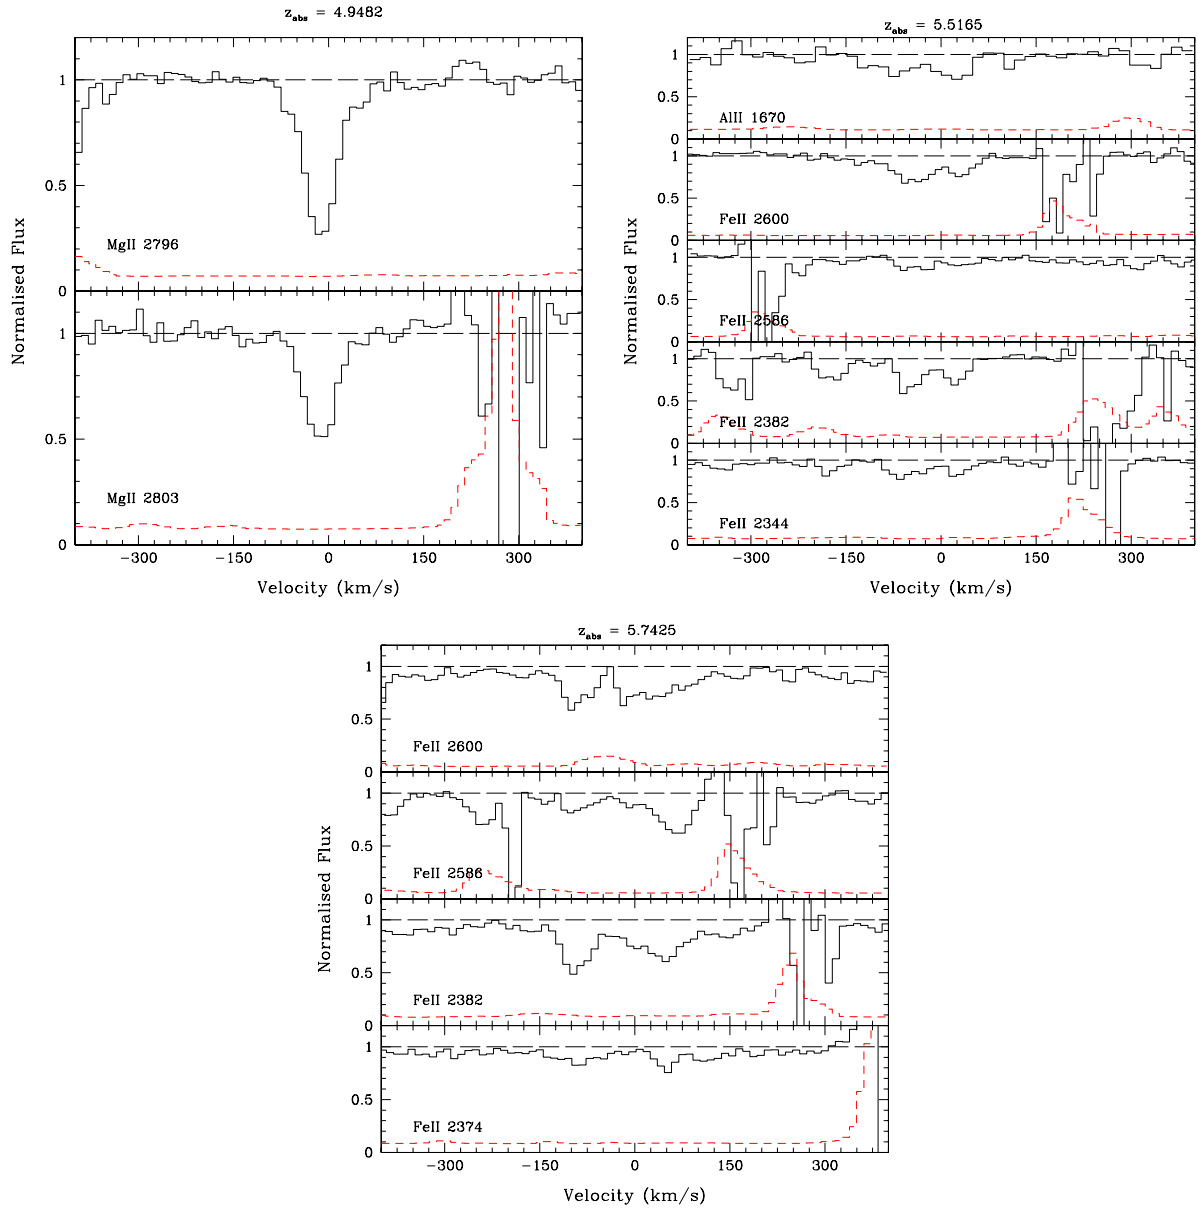 z_abs = 4.9482
Normalised Flux
1
0.5
MgII 2796
0
1
0.5
MgII 2803
0
−300 −150 0 150 300
Velocity (km/s)
z_abs = 5.5165
Normalised Flux
1
0.5
AlII 1670
0
1
0.5
FeII 2600
0
1
0.5
FeII 2586
0
1
0.5
FeII 2382
0
1
0.5
FeII 2344
0
−300 −150 0 150 300
Velocity (km/s)
z_abs = 5.7425
Normalised Flux
1
0.5
FeII 2600
0
1
0.5
FeII 2586
0
1
0.5
FeII 2382
0
1
0.5
FeII 2374
0
−300 −150 0 150 300
Velocity (km/s)